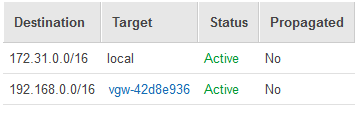 Destination Target Status Propagated
172.31.0.0/16 local Active No
192.168.0.0/16 vgw-42d8e936 Active No